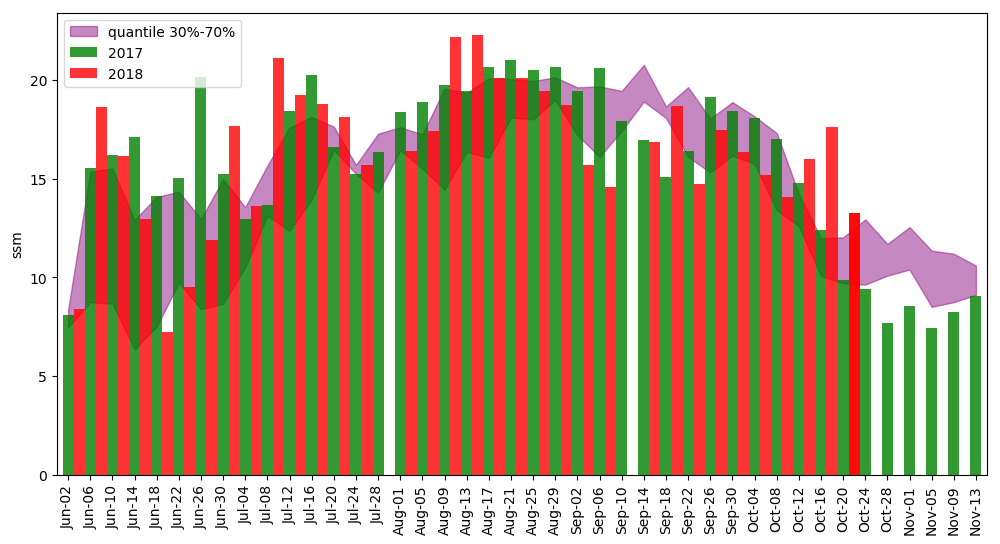 quantile 30%-70%
2017
2018
ssm
20
15
10
5
0
Jun-02
Jun-06
Jun-10
Jun-14
Jun-18
Jun-22
Jun-26
Jun-30
Jul-04
Jul-08
Jul-12
Jul-16
Jul-20
Jul-24
Jul-28
Aug-01
Aug-05
Aug-09
Aug-13
Aug-17
Aug-21
Aug-25
Aug-29
Sep-02
Sep-06
Sep-10
Sep-14
Sep-18
Sep-22
Sep-26
Sep-30
Oct-04
Oct-08
Oct-12
Oct-16
Oct-20
Oct-24
Oct-28
Nov-01
Nov-05
Nov-09
Nov-13